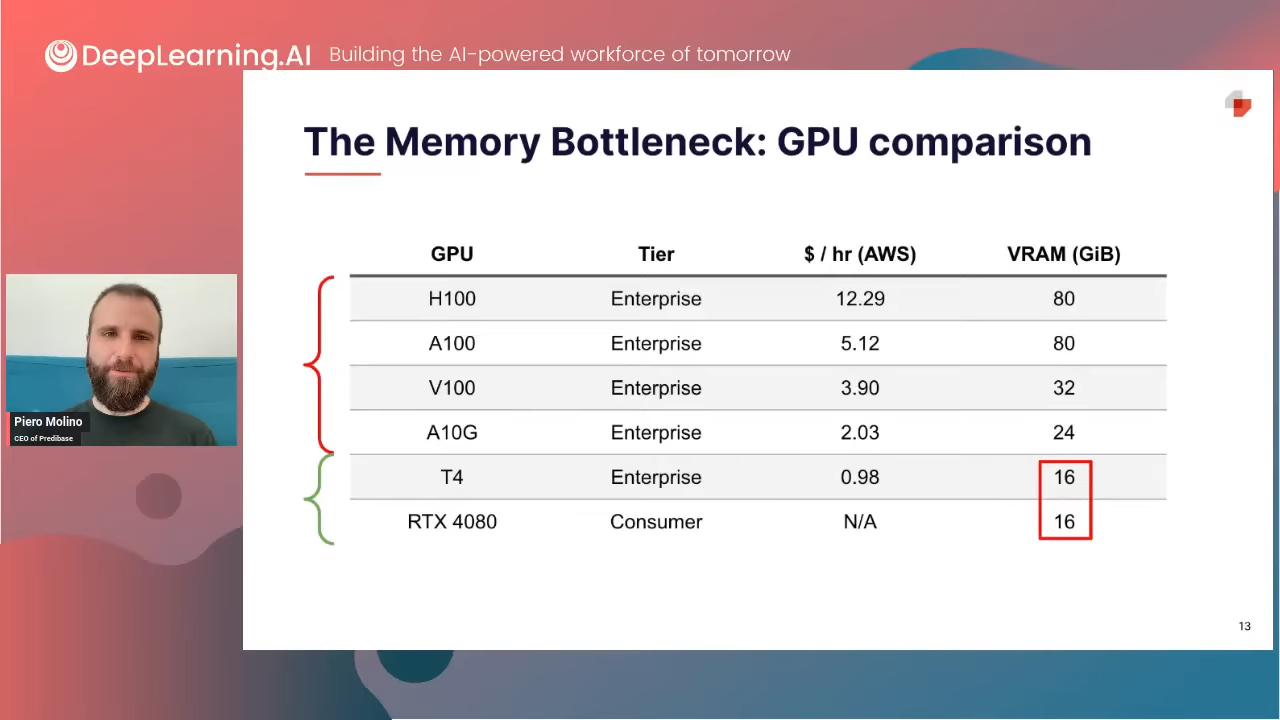 DeepLearning.AI Building the AI-powered workforce of tomorrow
The Memory Bottleneck: GPU comparison
GPU Tier $ / hr (AWS) VRAM (GiB)
H100 Enterprise 12.29 80
A100 Enterprise 5.12 80
V100 Enterprise 3.90 32
A10G Enterprise 2.03 24
T4 Enterprise 0.98 16
RTX 4080 Consumer N/A 16
Piero Molino
CEO of Predibase
13